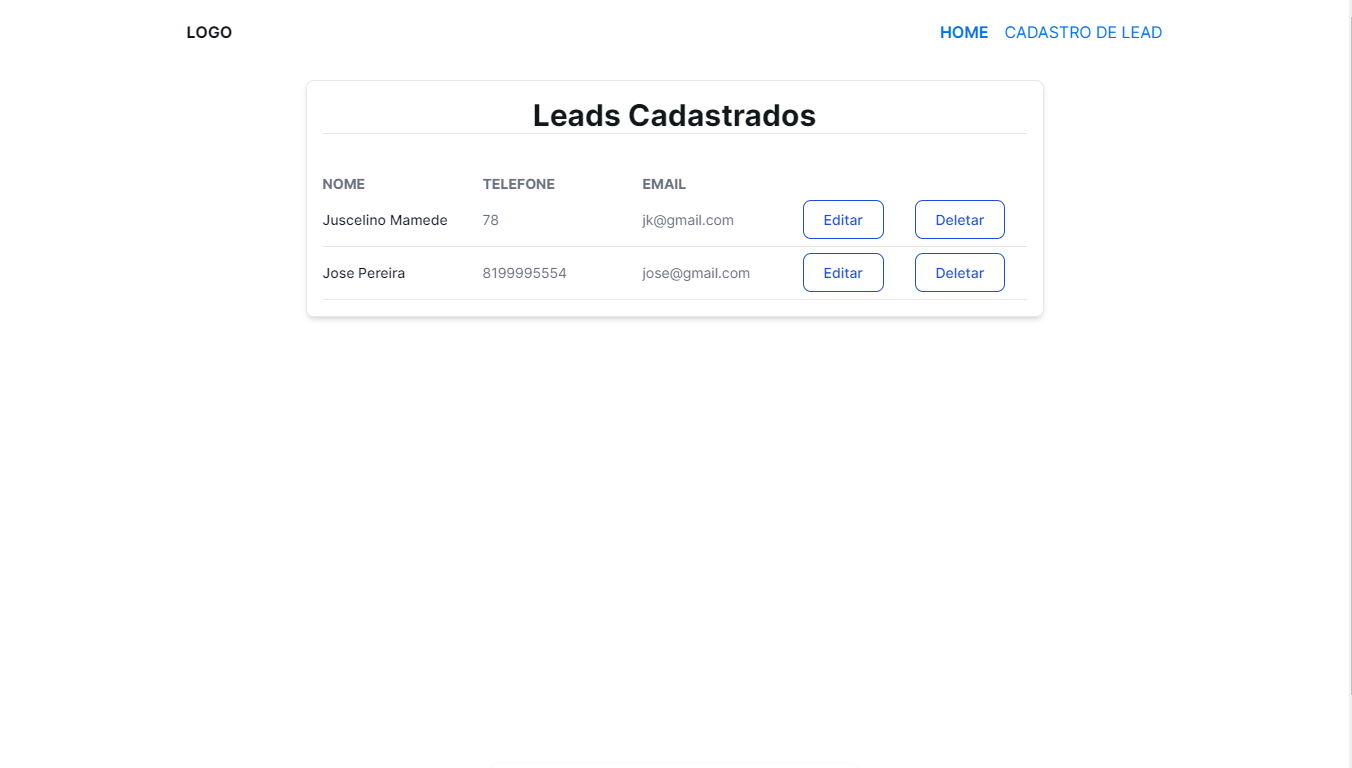 LOGO HOME CADASTRO DE LEAD
Leads Cadastrados
NOME TELEFONE EMAIL
Juscelino Mamede 78 jk@gmail.com Editar Deletar
Jose Pereira 8199995554 jose@gmail.com Editar Deletar